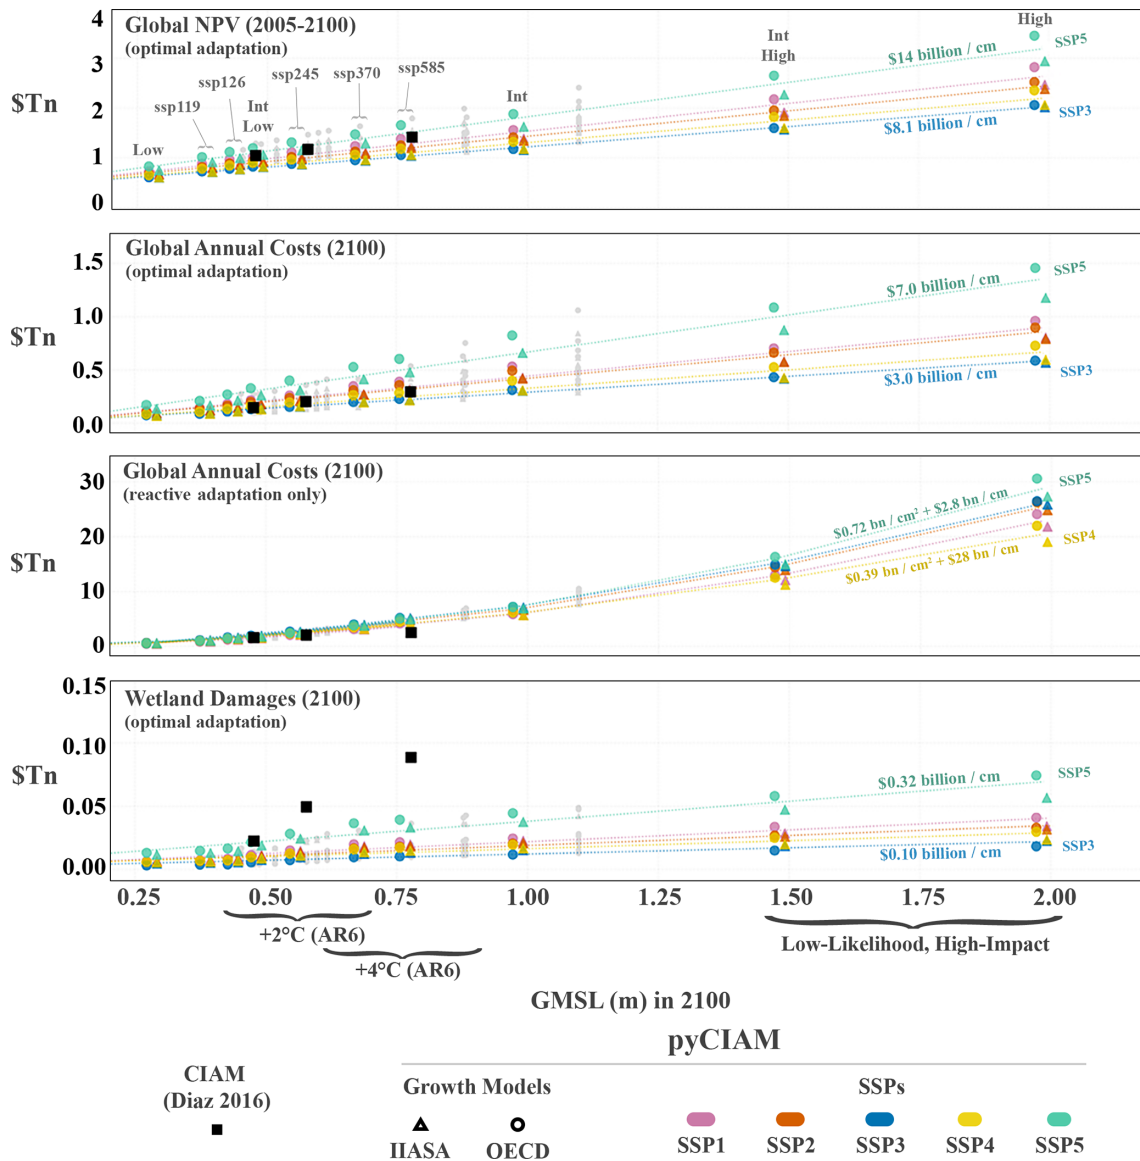 Global NPV (2005-2100)
(optimal adaptation)
$Tn
4
3
2
1
0
Low
ssp119
ssp126
Int
Low
ssp245
ssp370
ssp585
Int
Int
High
High
$14 billion / cm
SSP5
$8.1 billion / cm
SSP3
Global Annual Costs (2100)
(optimal adaptation)
$Tn
1.5
1.0
0.5
0.0
$7.0 billion / cm
SSP5
$3.0 billion / cm
SSP3
Global Annual Costs (2100)
(reactive adaptation only)
$Tn
30
20
10
0
$0.72 bn / cm² + $2.8 bn / cm
SSP5
$0.39 bn / cm² + $28 bn / cm
SSP4
Wetland Damages (2100)
(optimal adaptation)
$Tn
0.15
0.10
0.05
0.00
$0.32 billion / cm
SSP5
$0.10 billion / cm
SSP3
0.25 0.50 0.75 1.00 1.50 1.75 2.00
+2°C (AR6)
+4°C (AR6)
Low-Likelihood, High-Impact
1.25
GMSL (m) in 2100
pyCIAM
CIAM
(Diaz 2016)
Growth Models
IIASA OECD
SSPs
SSP1 SSP2 SSP3 SSP4 SSP5